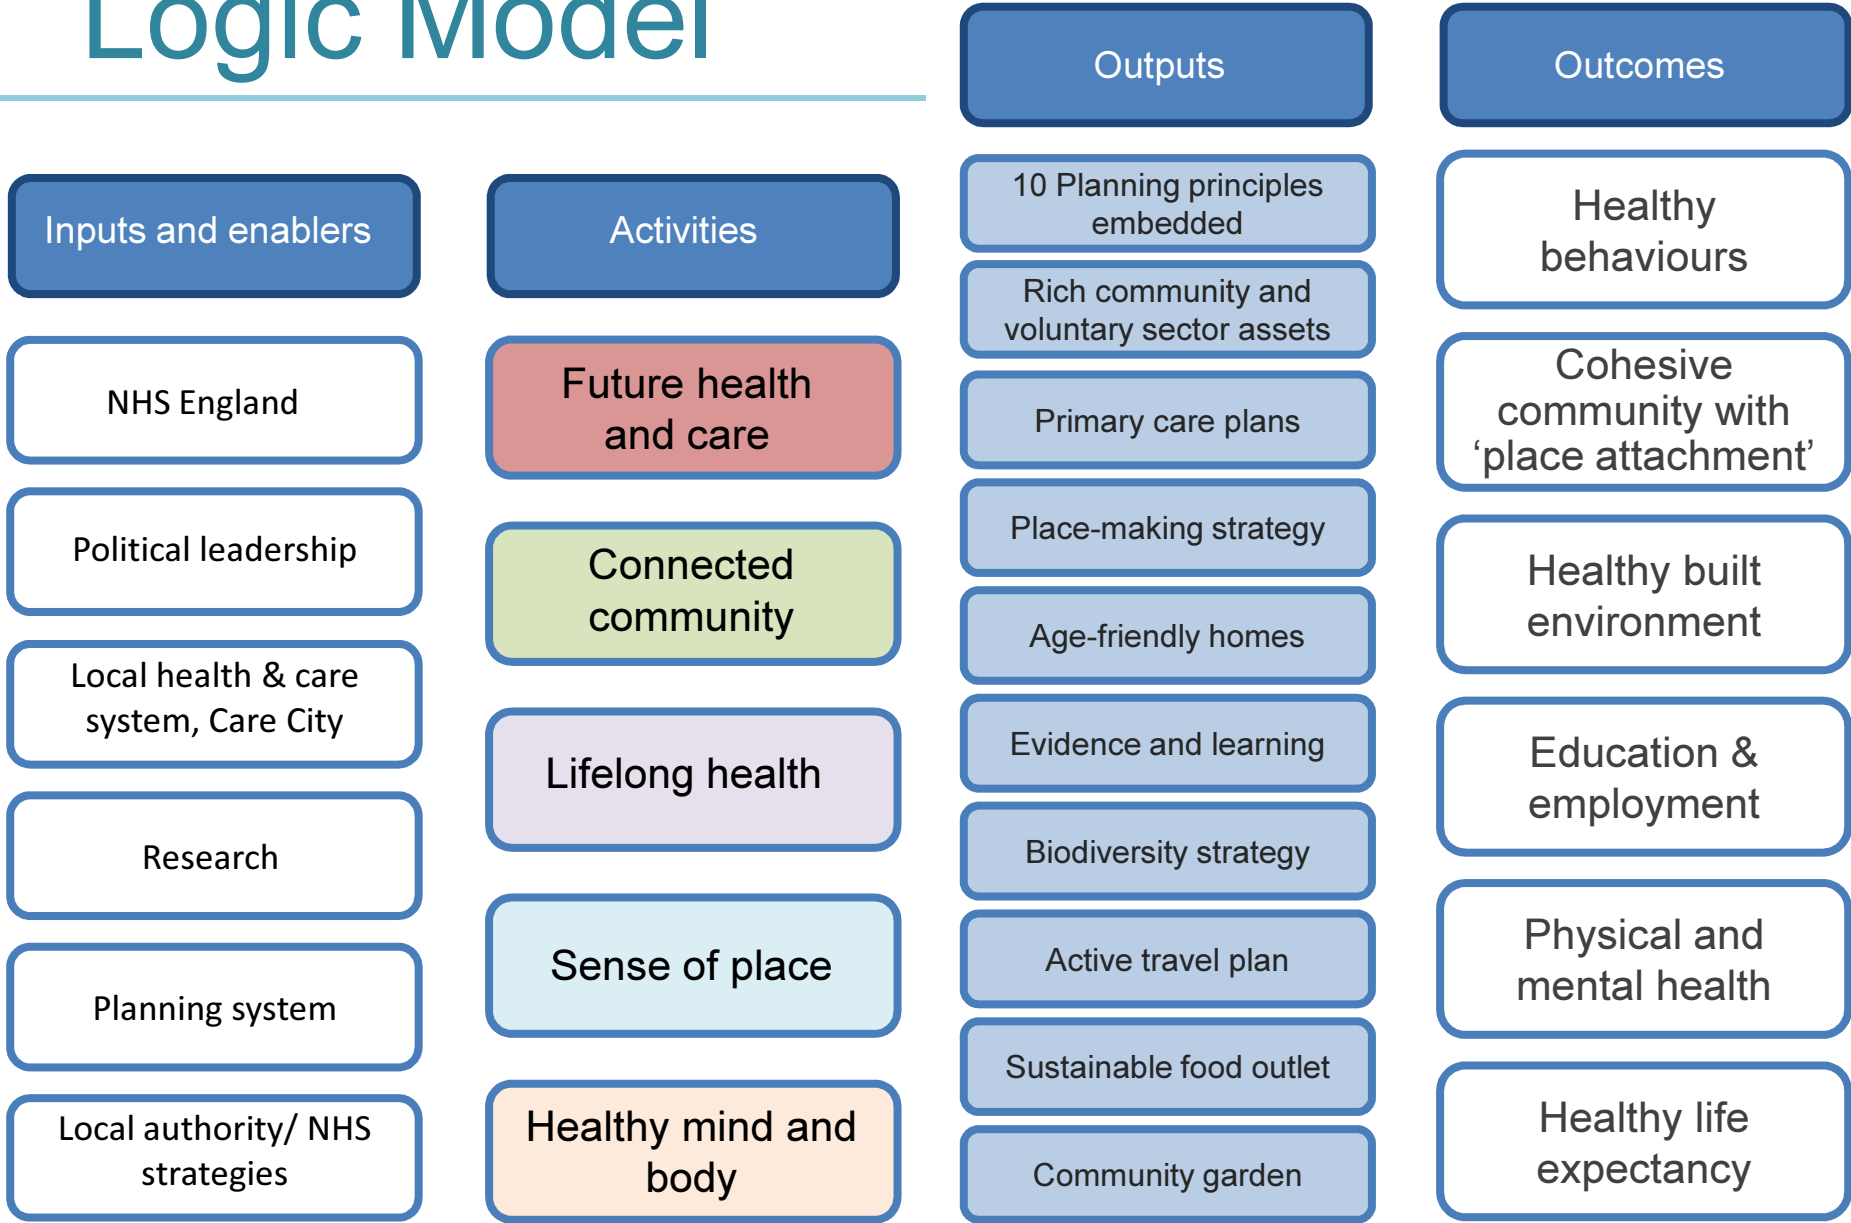 Logic Model
Inputs and enablers
NHS England
Political leadership
Local health & care
system, Care City
Research
Planning system
Local authority/ NHS
strategies
Activities
Future health
and care
Connected
community
Lifelong health
Sense of place
Healthy mind and
body
Outputs
10 Planning principles
embedded
Rich community and
voluntary sector assets
Primary care plans
Place-making strategy
Age-friendly homes
Evidence and learning
Biodiversity strategy
Active travel plan
Sustainable food outlet
Community garden
Outcomes
Healthy
behaviours
Cohesive
community with
‘place attachment’
Healthy built
environment
Education &
employment
Physical and
mental health
Healthy life
expectancy